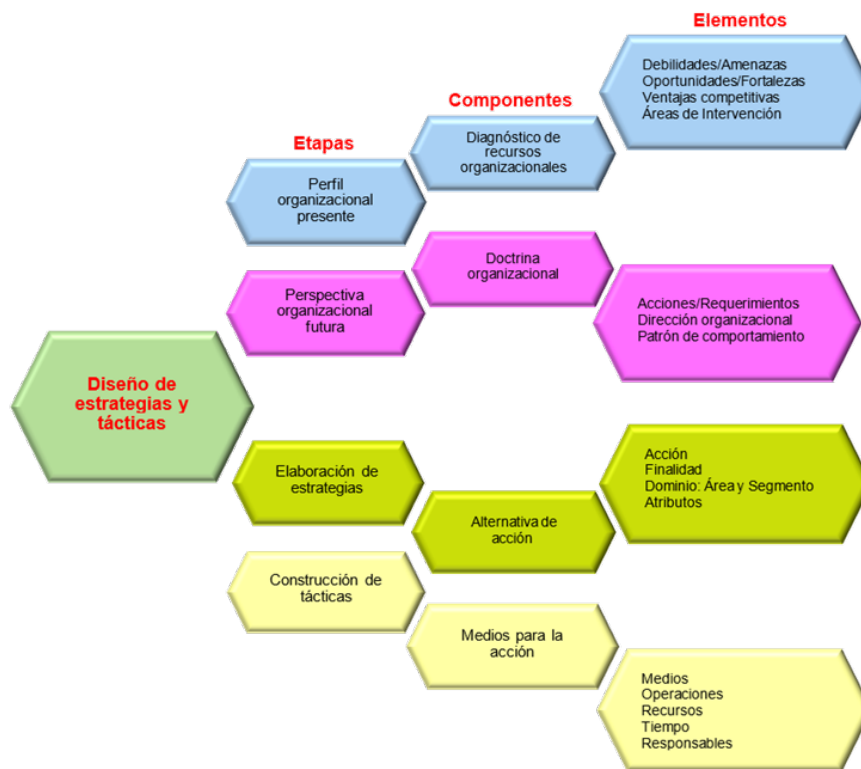 Elementos
Debilidades/Amenazas
Oportunidades/Fortalezas
Ventajas competitivas
Áreas de Intervención
Componentes
Diagnóstico de
recursos
organizacionales
Etapas
Perfil
organizacional
presente
Doctrina
organizacional
Perspectiva
organizacional
futura
Acciones/Requerimientos
Dirección organizacional
Patrón de comportamiento
Diseño de
estrategias y
tácticas
Elaboración de
estrategias
Alternativa de
acción
Acción
Finalidad
Dominio: Área y Segmento
Atributos
Construcción de
tácticas
Medios para la
acción
Medios
Operaciones
Recursos
Tiempo
Responsables